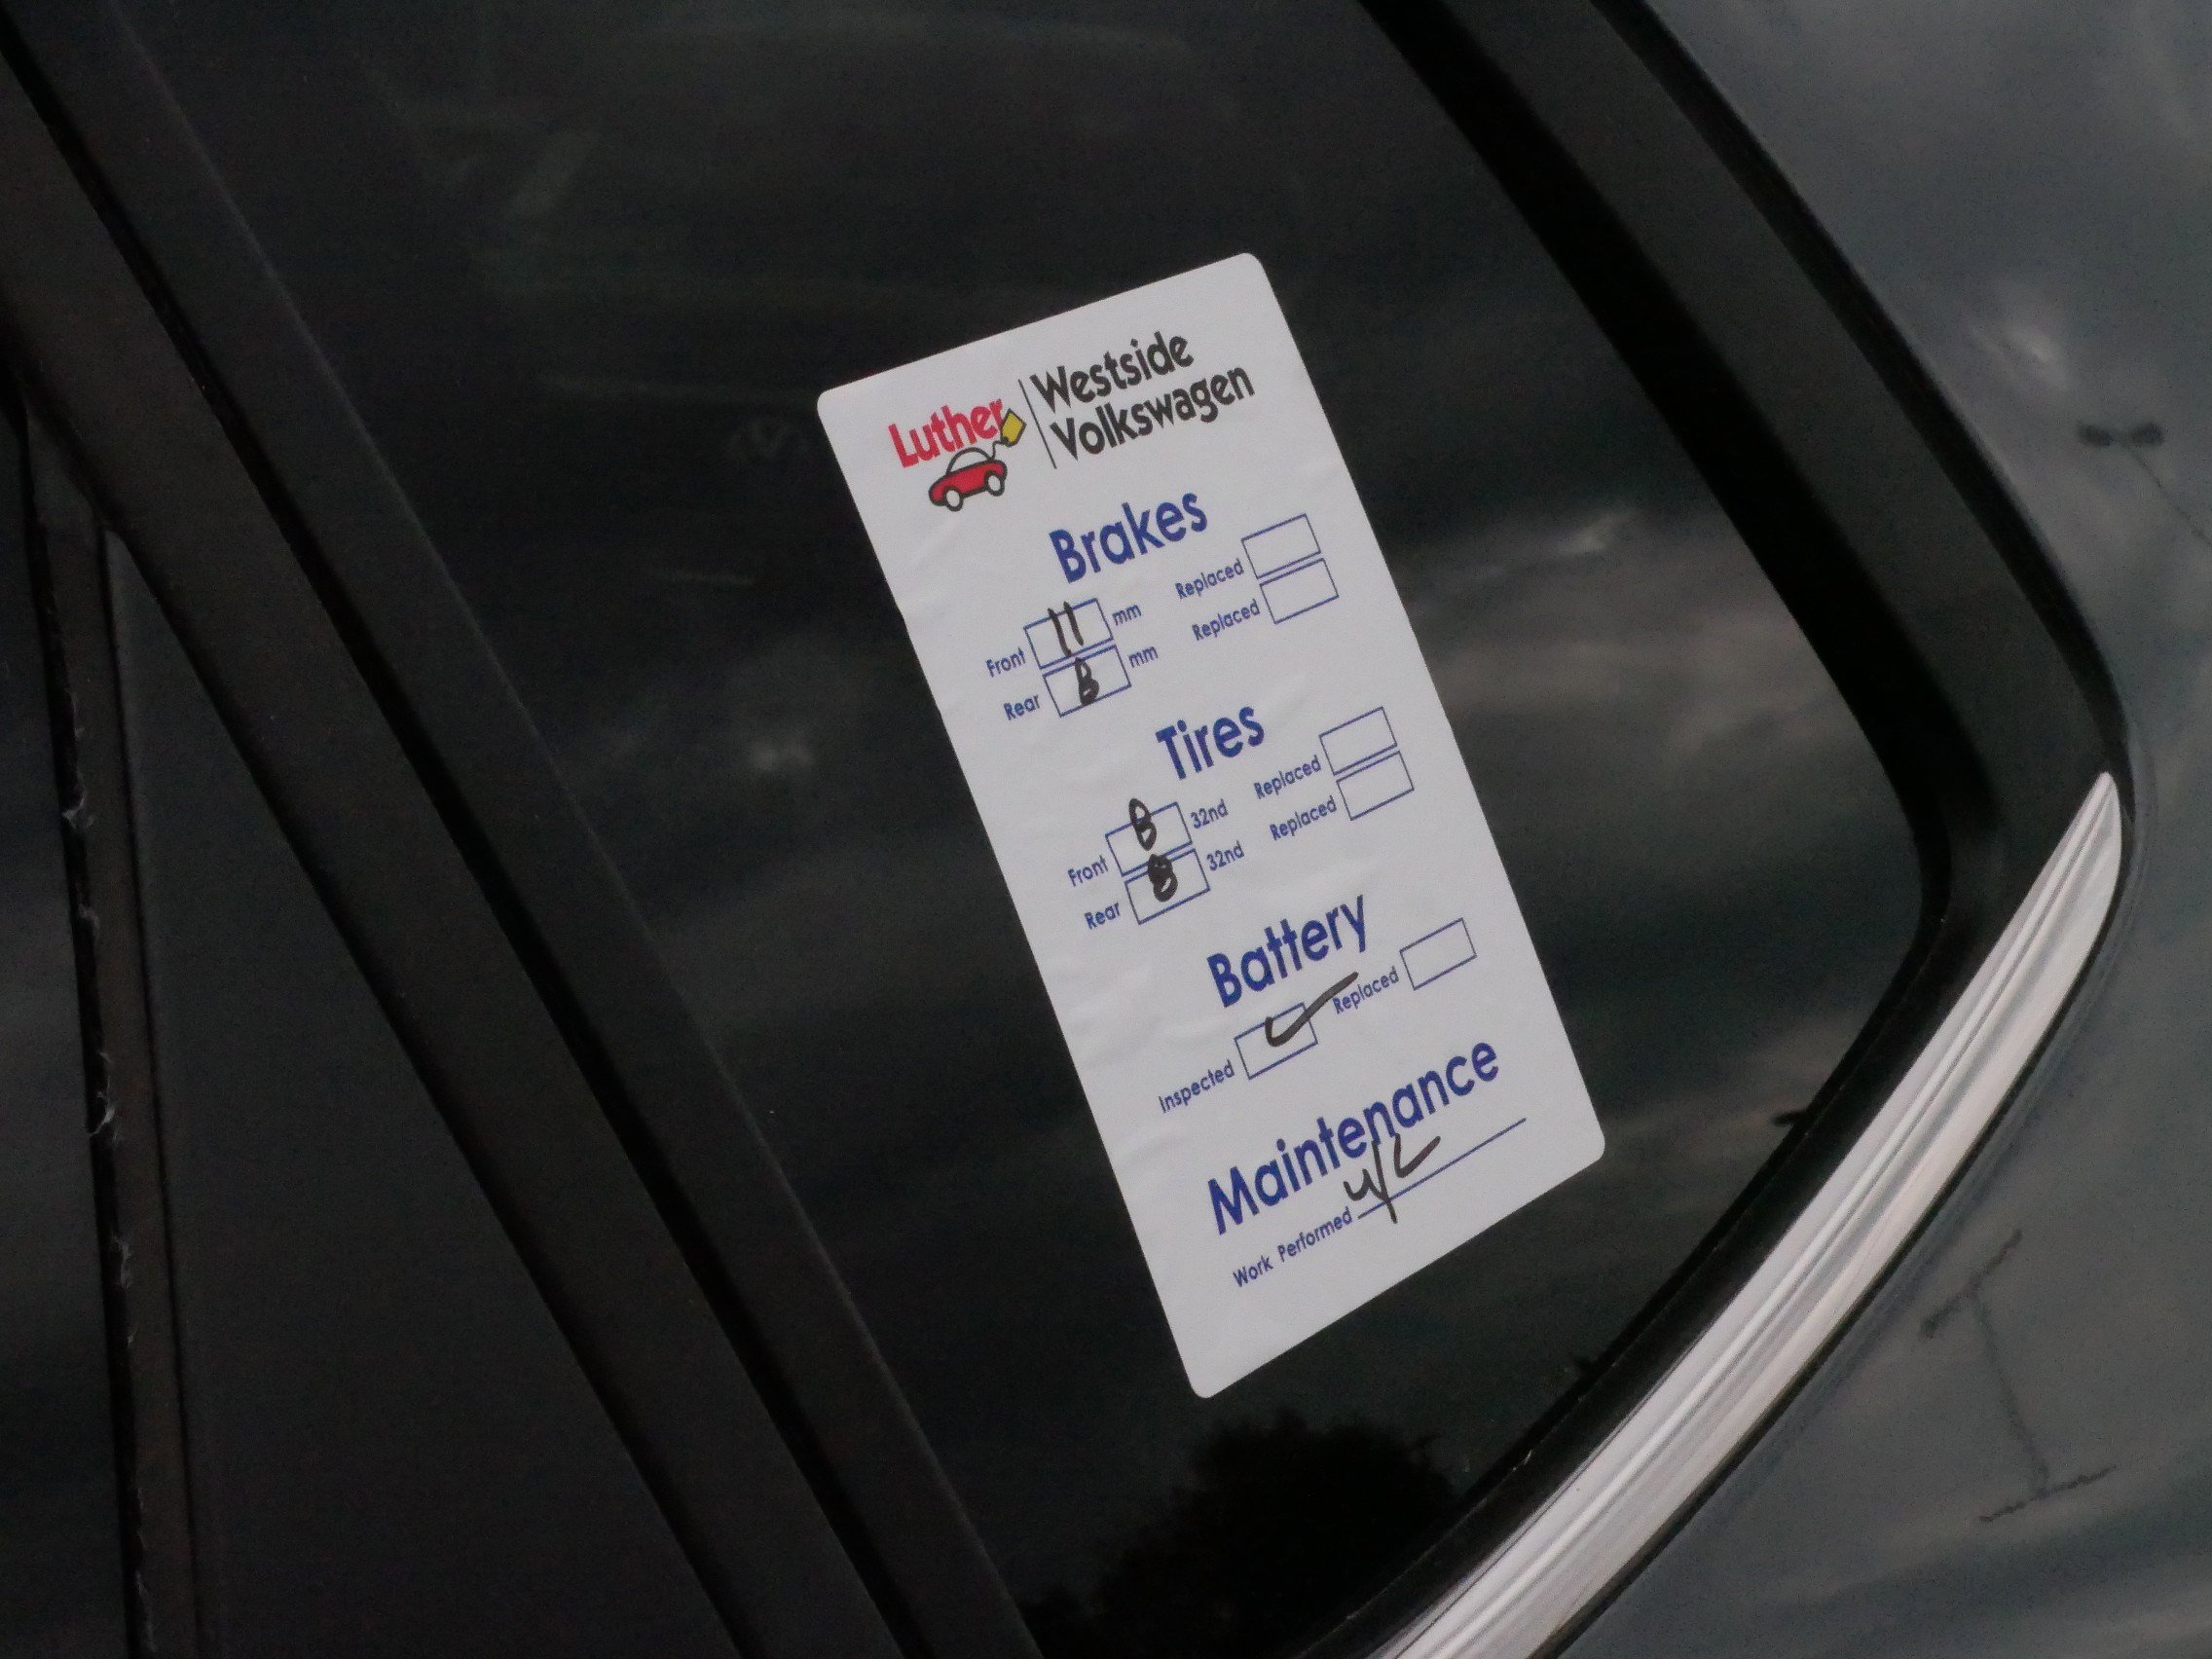 Luther Westside
Volkswagen
Brakes
Front 11 mm Replaced
Rear 8 mm Replaced
Tires
Front 8 32nd Replaced
Rear 8 32nd Replaced
Battery
Inspected ✓ Replaced
Maintenance
Work Performed